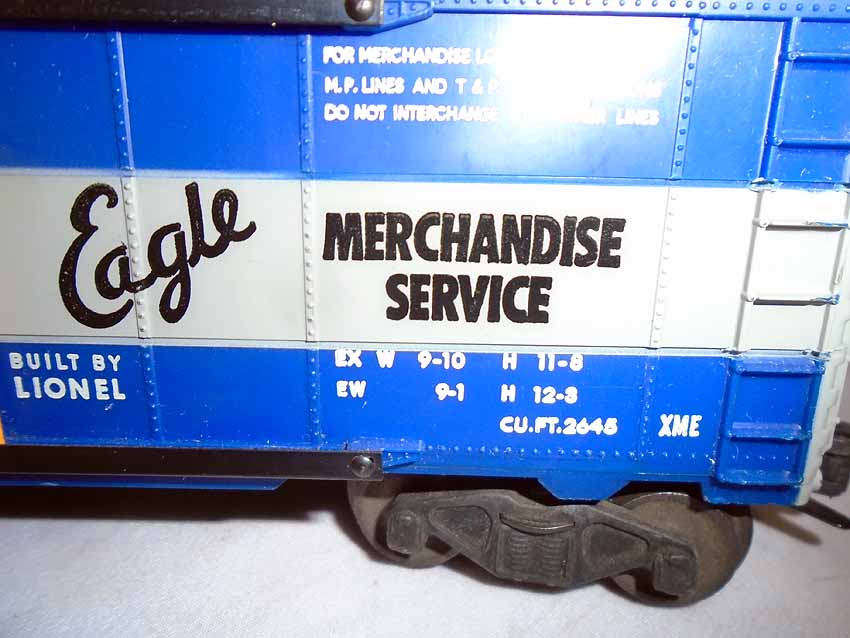 FOR MERCHANDISE
M.P. LINES AND T & P.
DO NOT INTERCHANGE LINES
Eagle
MERCHANDISE
SERVICE
BUILT BY
LIONEL
EX W 9-10 H 11-8
EW 9-1 H 12-3
CU.FT.2645
XME